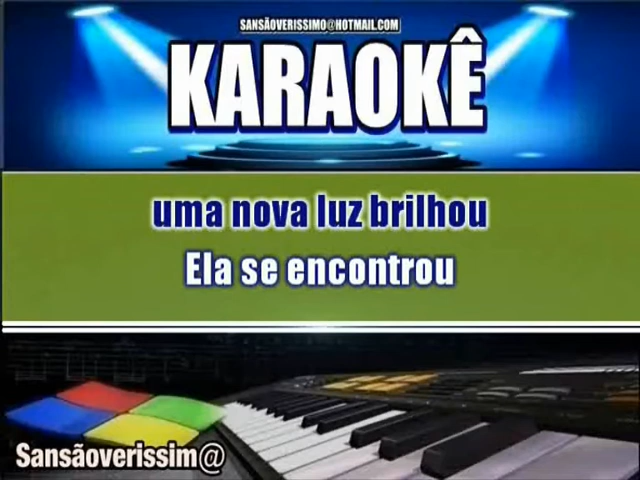 SANSÃOVERISSIMO@HOTMAIL.COM
KARAOKÊ
uma nova luz brilhou
Ela se encontrou
Sansãoverissim@